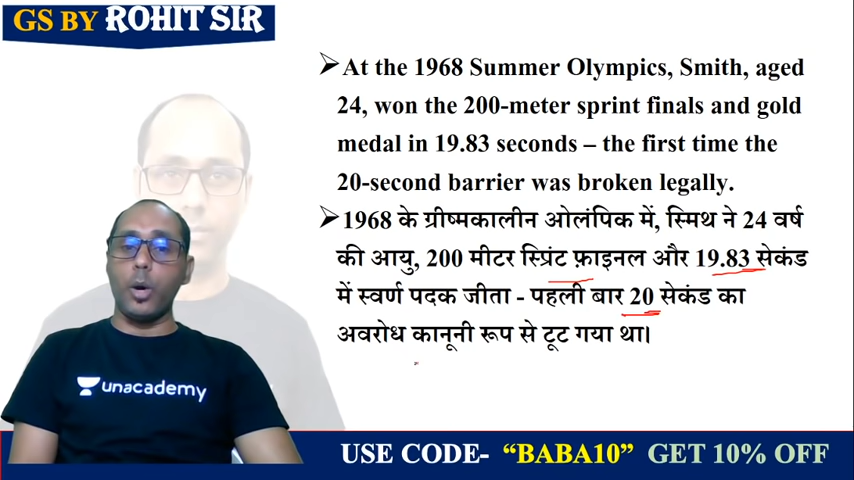 GS BY ROHIT SIR
➢At the 1968 Summer Olympics, Smith, aged
24, won the 200-meter sprint finals and gold
medal in 19.83 seconds – the first time the
20-second barrier was broken legally.
➢1968 के ग्रीष्मकालीन ओलंपिक में, स्मिथ ने 24 वर्ष
की आयु, 200 मीटर स्प्रिंट फ़ाइनल और 19.83 सेकंड
में स्वर्ण पदक जीता - पहली बार 20 सेकंड का
अवरोध कानूनी रूप से टूट गया था।
unacademy
USE CODE- “BABA10” GET 10% OFF